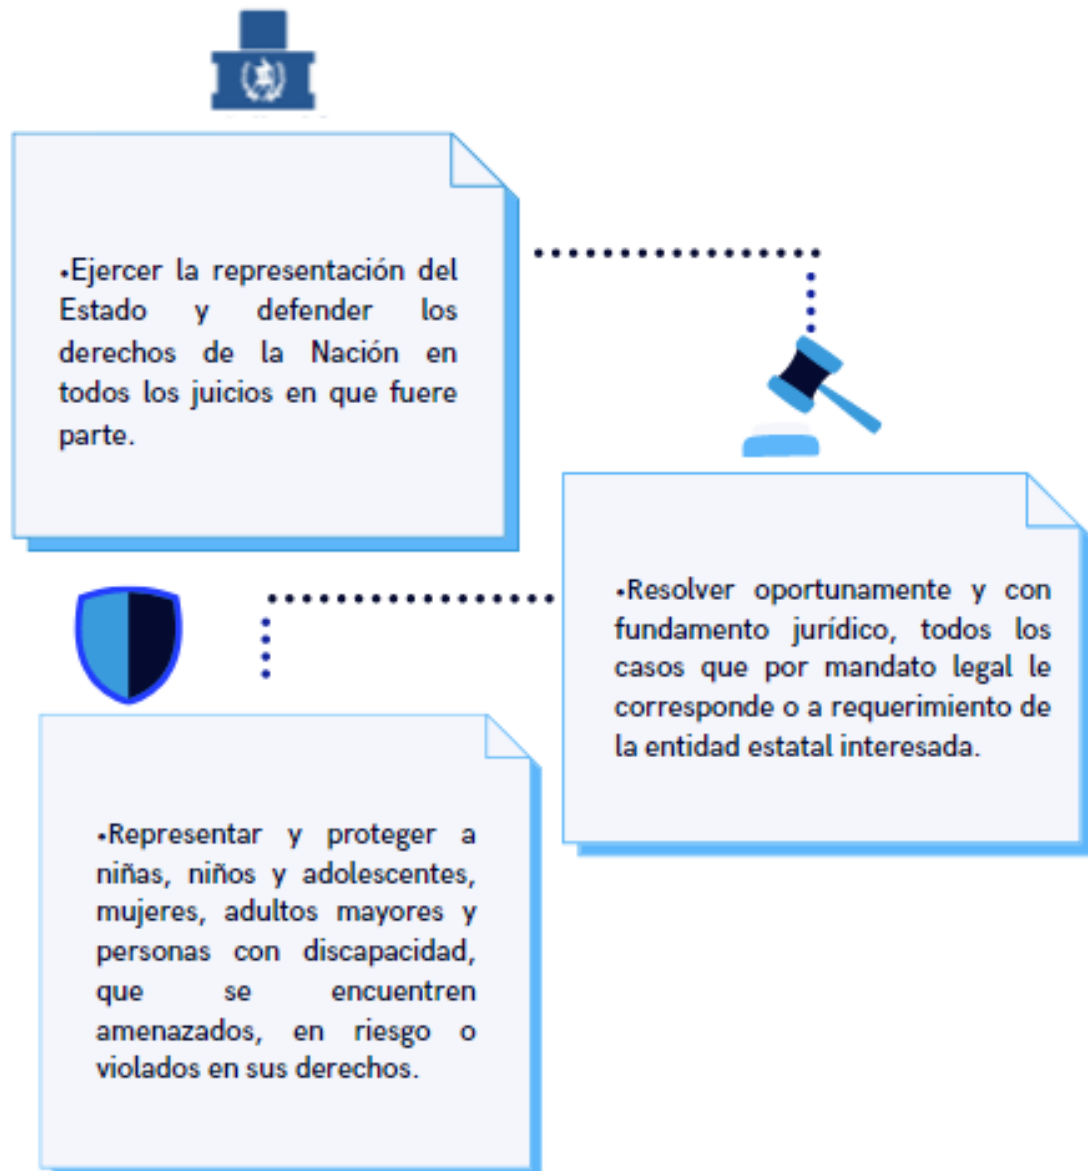 •Ejercer la representación del
Estado y defender los
derechos de la Nación en
todos los juicios en que fuere
parte.
•Resolver oportunamente y con
fundamento jurídico, todos los
casos que por mandato legal le
corresponde o a requerimiento de
la entidad estatal interesada.
•Representar y proteger a
niñas, niños y adolescentes,
mujeres, adultos mayores y
personas con discapacidad,
que se encuentren
amenazados, en riesgo o
violados en sus derechos.